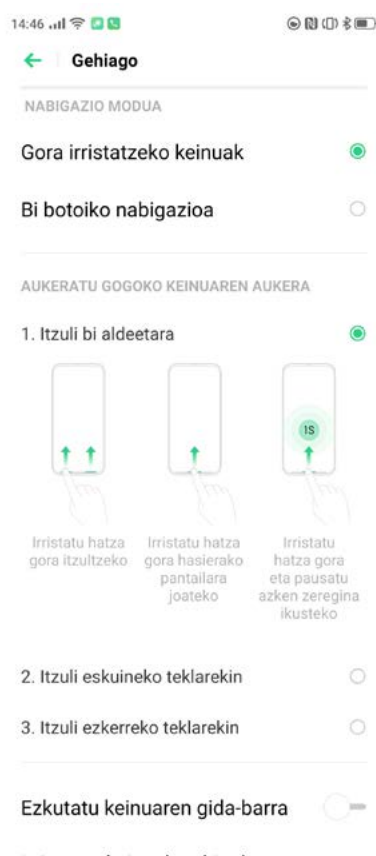 14:46
Gehiago
NABIGAZIO MODUA
Gora irristatzeko keinuak
Bi botoiko nabigazioa
AUKERATU GOGOKO KEINUAREN AUKERA
1. Itzuli bi aldeetara
1S
Irristatu hatza
gora itzultzeko
Irristatu hatza
gora hasierako
pantailara
joateko
Irristatu
hatza gora
eta pausatu
azken zeregina
ikusteko
2. Itzuli eskuineko teklarekin
3. Itzuli ezkerreko teklarekin
Ezkutatu keinuaren gida-barra